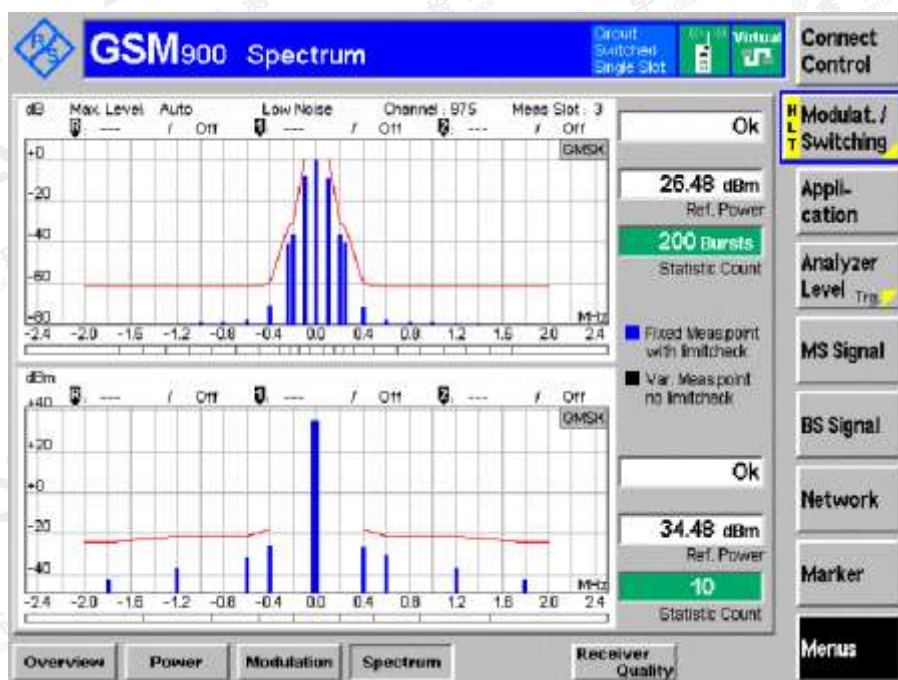 R S
GSM900 Spectrum
Circuit Switched Single Slot
Virtual
Connect Control
dB Max. Level Auto Low Noise Channel : 975 Meas Slot : 3
R: --- / Off 1: --- / Off 2: --- / Off
GMSK
+0
-20
-40
-60
-80
MHz
-2.4 -2.0 -1.6 -1.2 -0.8 -0.4 0.0 0.4 0.8 1.2 1.6 2.0 2.4
Ok
26.48 dBm
Ref. Power
200 Bursts
Statistic Count
Fixed Meas point
with limitcheck
Var. Meas point
no limitcheck
dBm
R: --- / Off 1: --- / Off 2: --- / Off
GMSK
+40
+20
+0
-20
-40
MHz
-2.4 -2.0 -1.6 -1.2 -0.8 -0.4 0.0 0.4 0.8 1.2 1.6 2.0 2.4
Ok
34.48 dBm
Ref. Power
10
Statistic Count
H L T
Modulat. /
Switching
Appli-
cation
Analyzer
Level Trg.
MS Signal
BS Signal
Network
Marker
Menus
Overview Power Modulation Spectrum Receiver
Quality